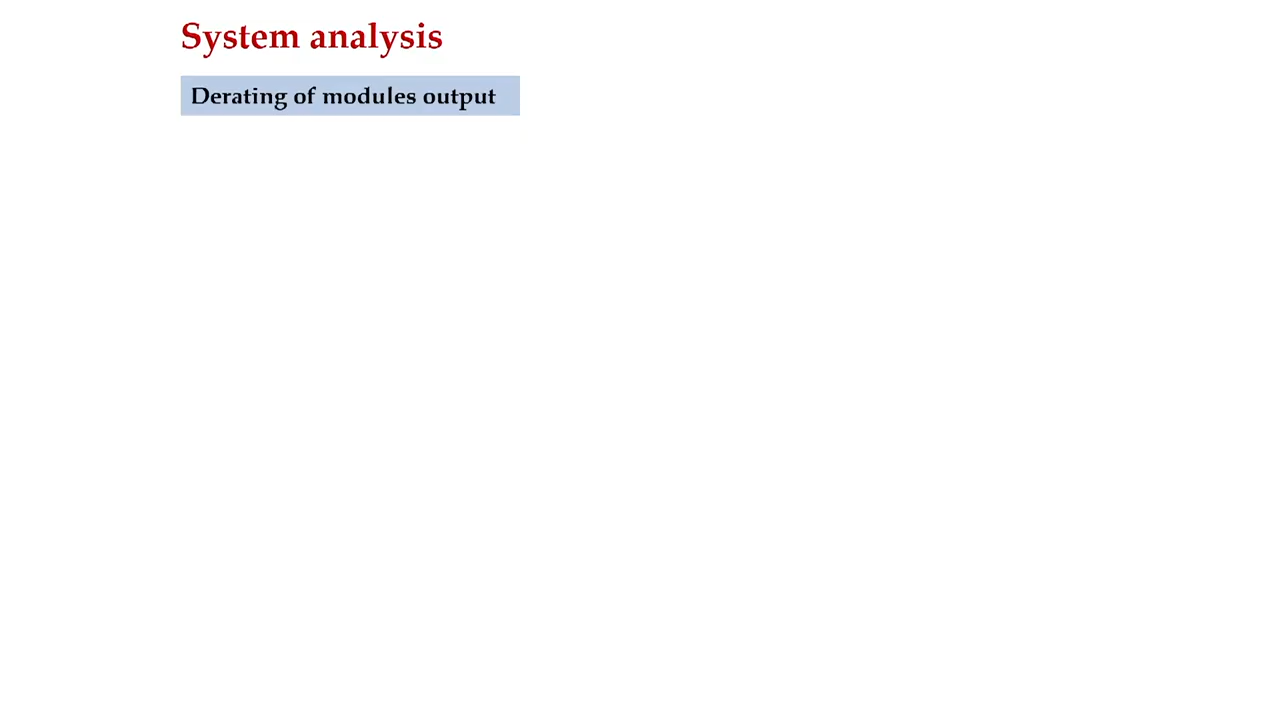 System analysis
Derating of modules output